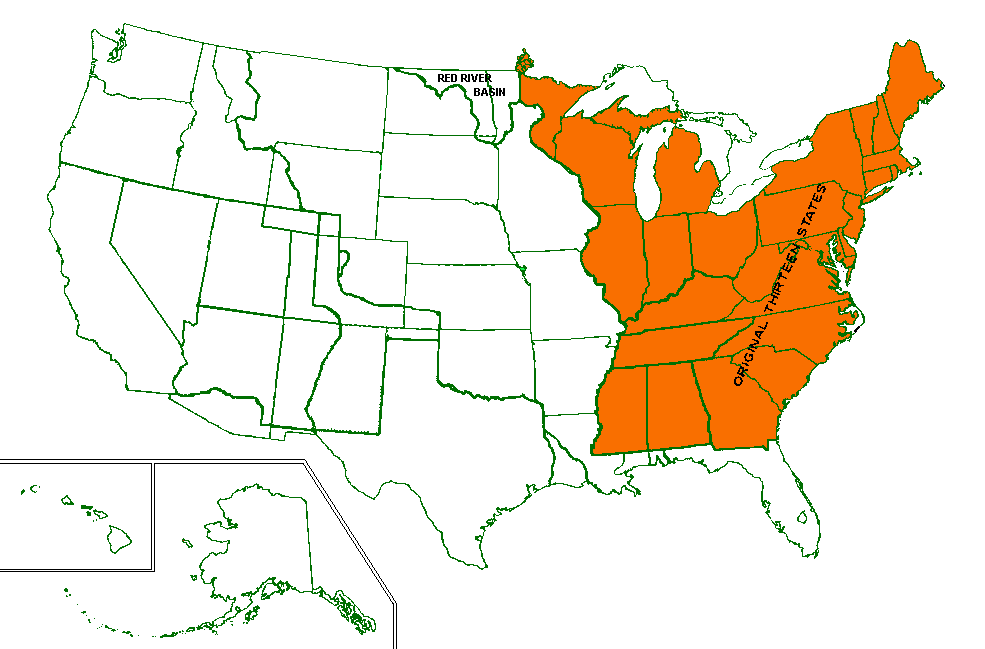 RED RIVER
BASIN
ORIGINAL THIRTEEN STATES